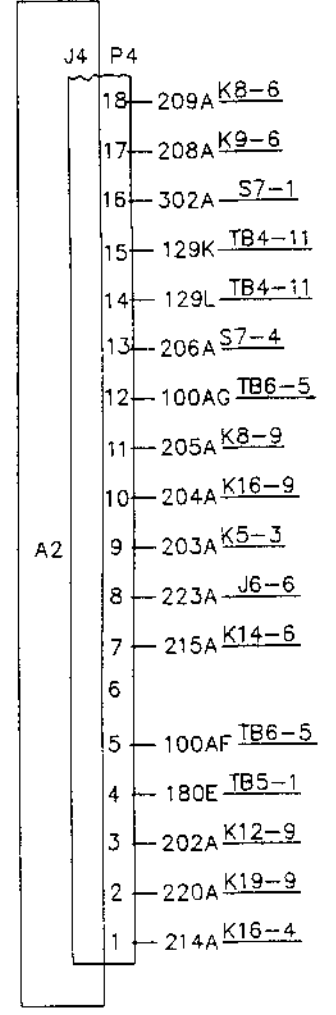 J4 P4
18 209A K8-6
17 208A K9-6
16 302A S7-1
15 129K TB4-11
14 129L TB4-11
13 206A S7-4
12 100AG TB6-5
11 205A K8-9
10 204A K16-9
A2 9 203A K5-3
8 223A J6-6
7 215A K14-6
6
5 100AF TB6-5
4 180E TB5-1
3 202A K12-9
2 220A K19-9
1 214A K16-4